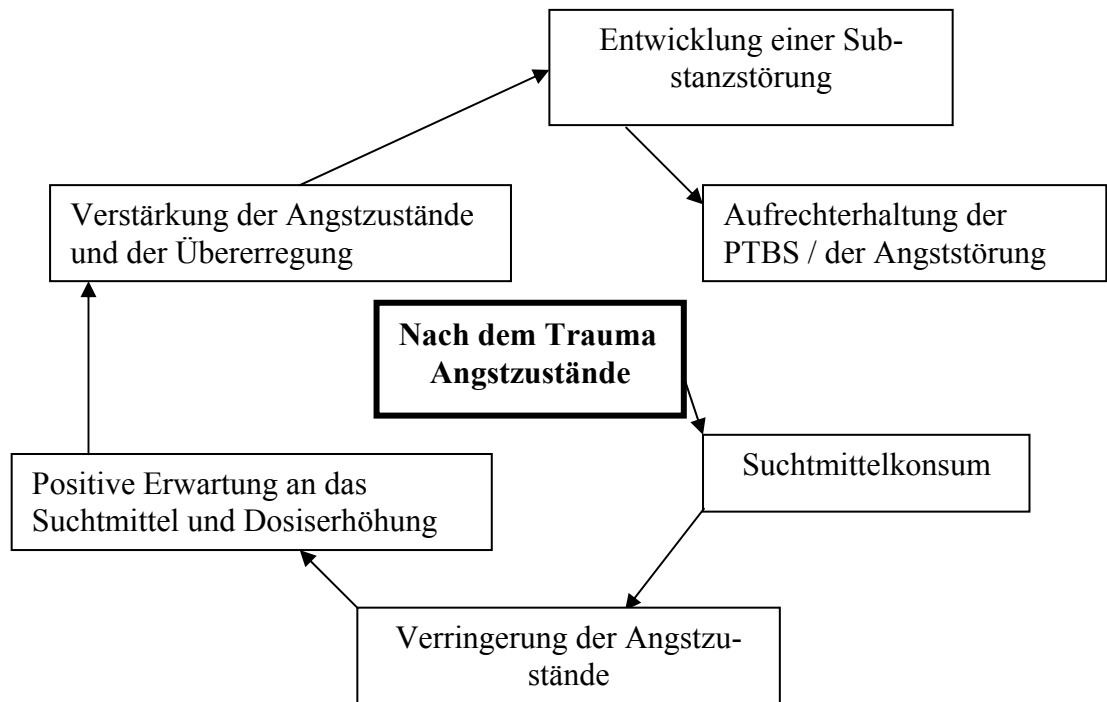 Entwicklung einer Sub-
stanzstörung
Verstärkung der Angstzustände
und der Übererregung
Aufrechterhaltung der
PTBS / der Angststörung
Nach dem Trauma
Angstzustände
Suchtmittelkonsum
Positive Erwartung an das
Suchtmittel und Dosiserhöhung
Verringerung der Angstzu-
stände